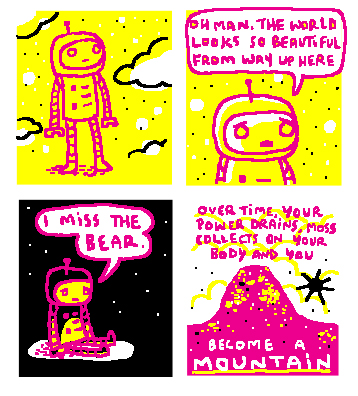 OH MAN, THE WORLD
LOOKS SO BEAUTIFUL
FROM WAY UP HERE
I MISS THE
BEAR.
OVER TIME, YOUR
POWER DRAINS, MOSS
COLLECTS ON YOUR
BODY AND YOU
BECOME A
MOUNTAIN